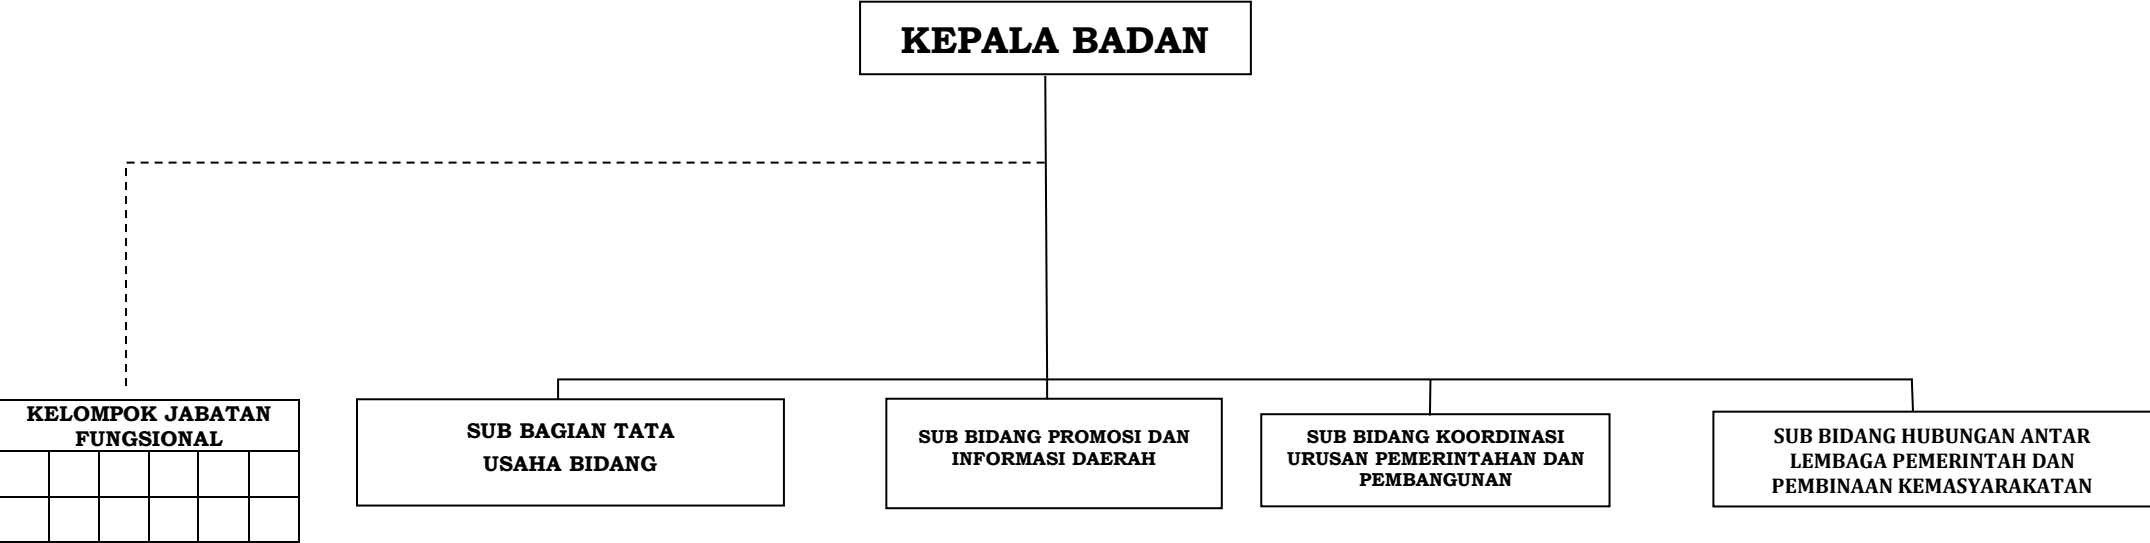 KEPALA BADAN
KELOMPOK JABATAN
FUNGSIONAL
SUB BAGIAN TATA
USAHA BIDANG
SUB BIDANG PROMOSI DAN
INFORMASI DAERAH
SUB BIDANG KOORDINASI
URUSAN PEMERINTAHAN DAN
PEMBANGUNAN
SUB BIDANG HUBUNGAN ANTAR
LEMBAGA PEMERINTAH DAN
PEMBINAAN KEMASYARAKATAN